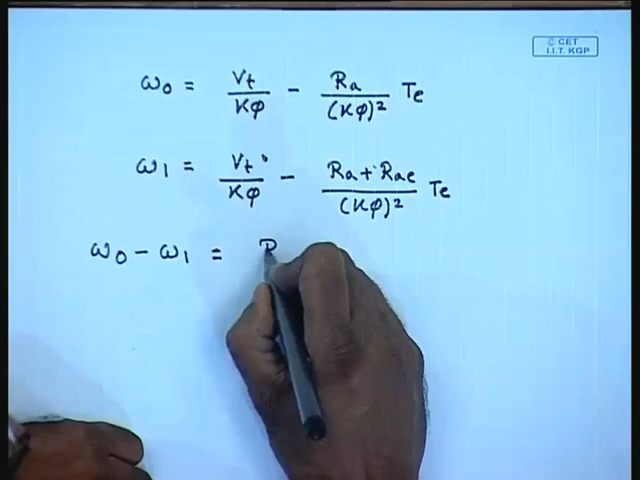 © CET
I.I.T. KGP
ω₀ = Vt/Kφ - Ra/(Kφ)² Te
ω₁ = Vt/Kφ - Ra + Rae/(Kφ)² Te
ω₀ - ω₁ = R